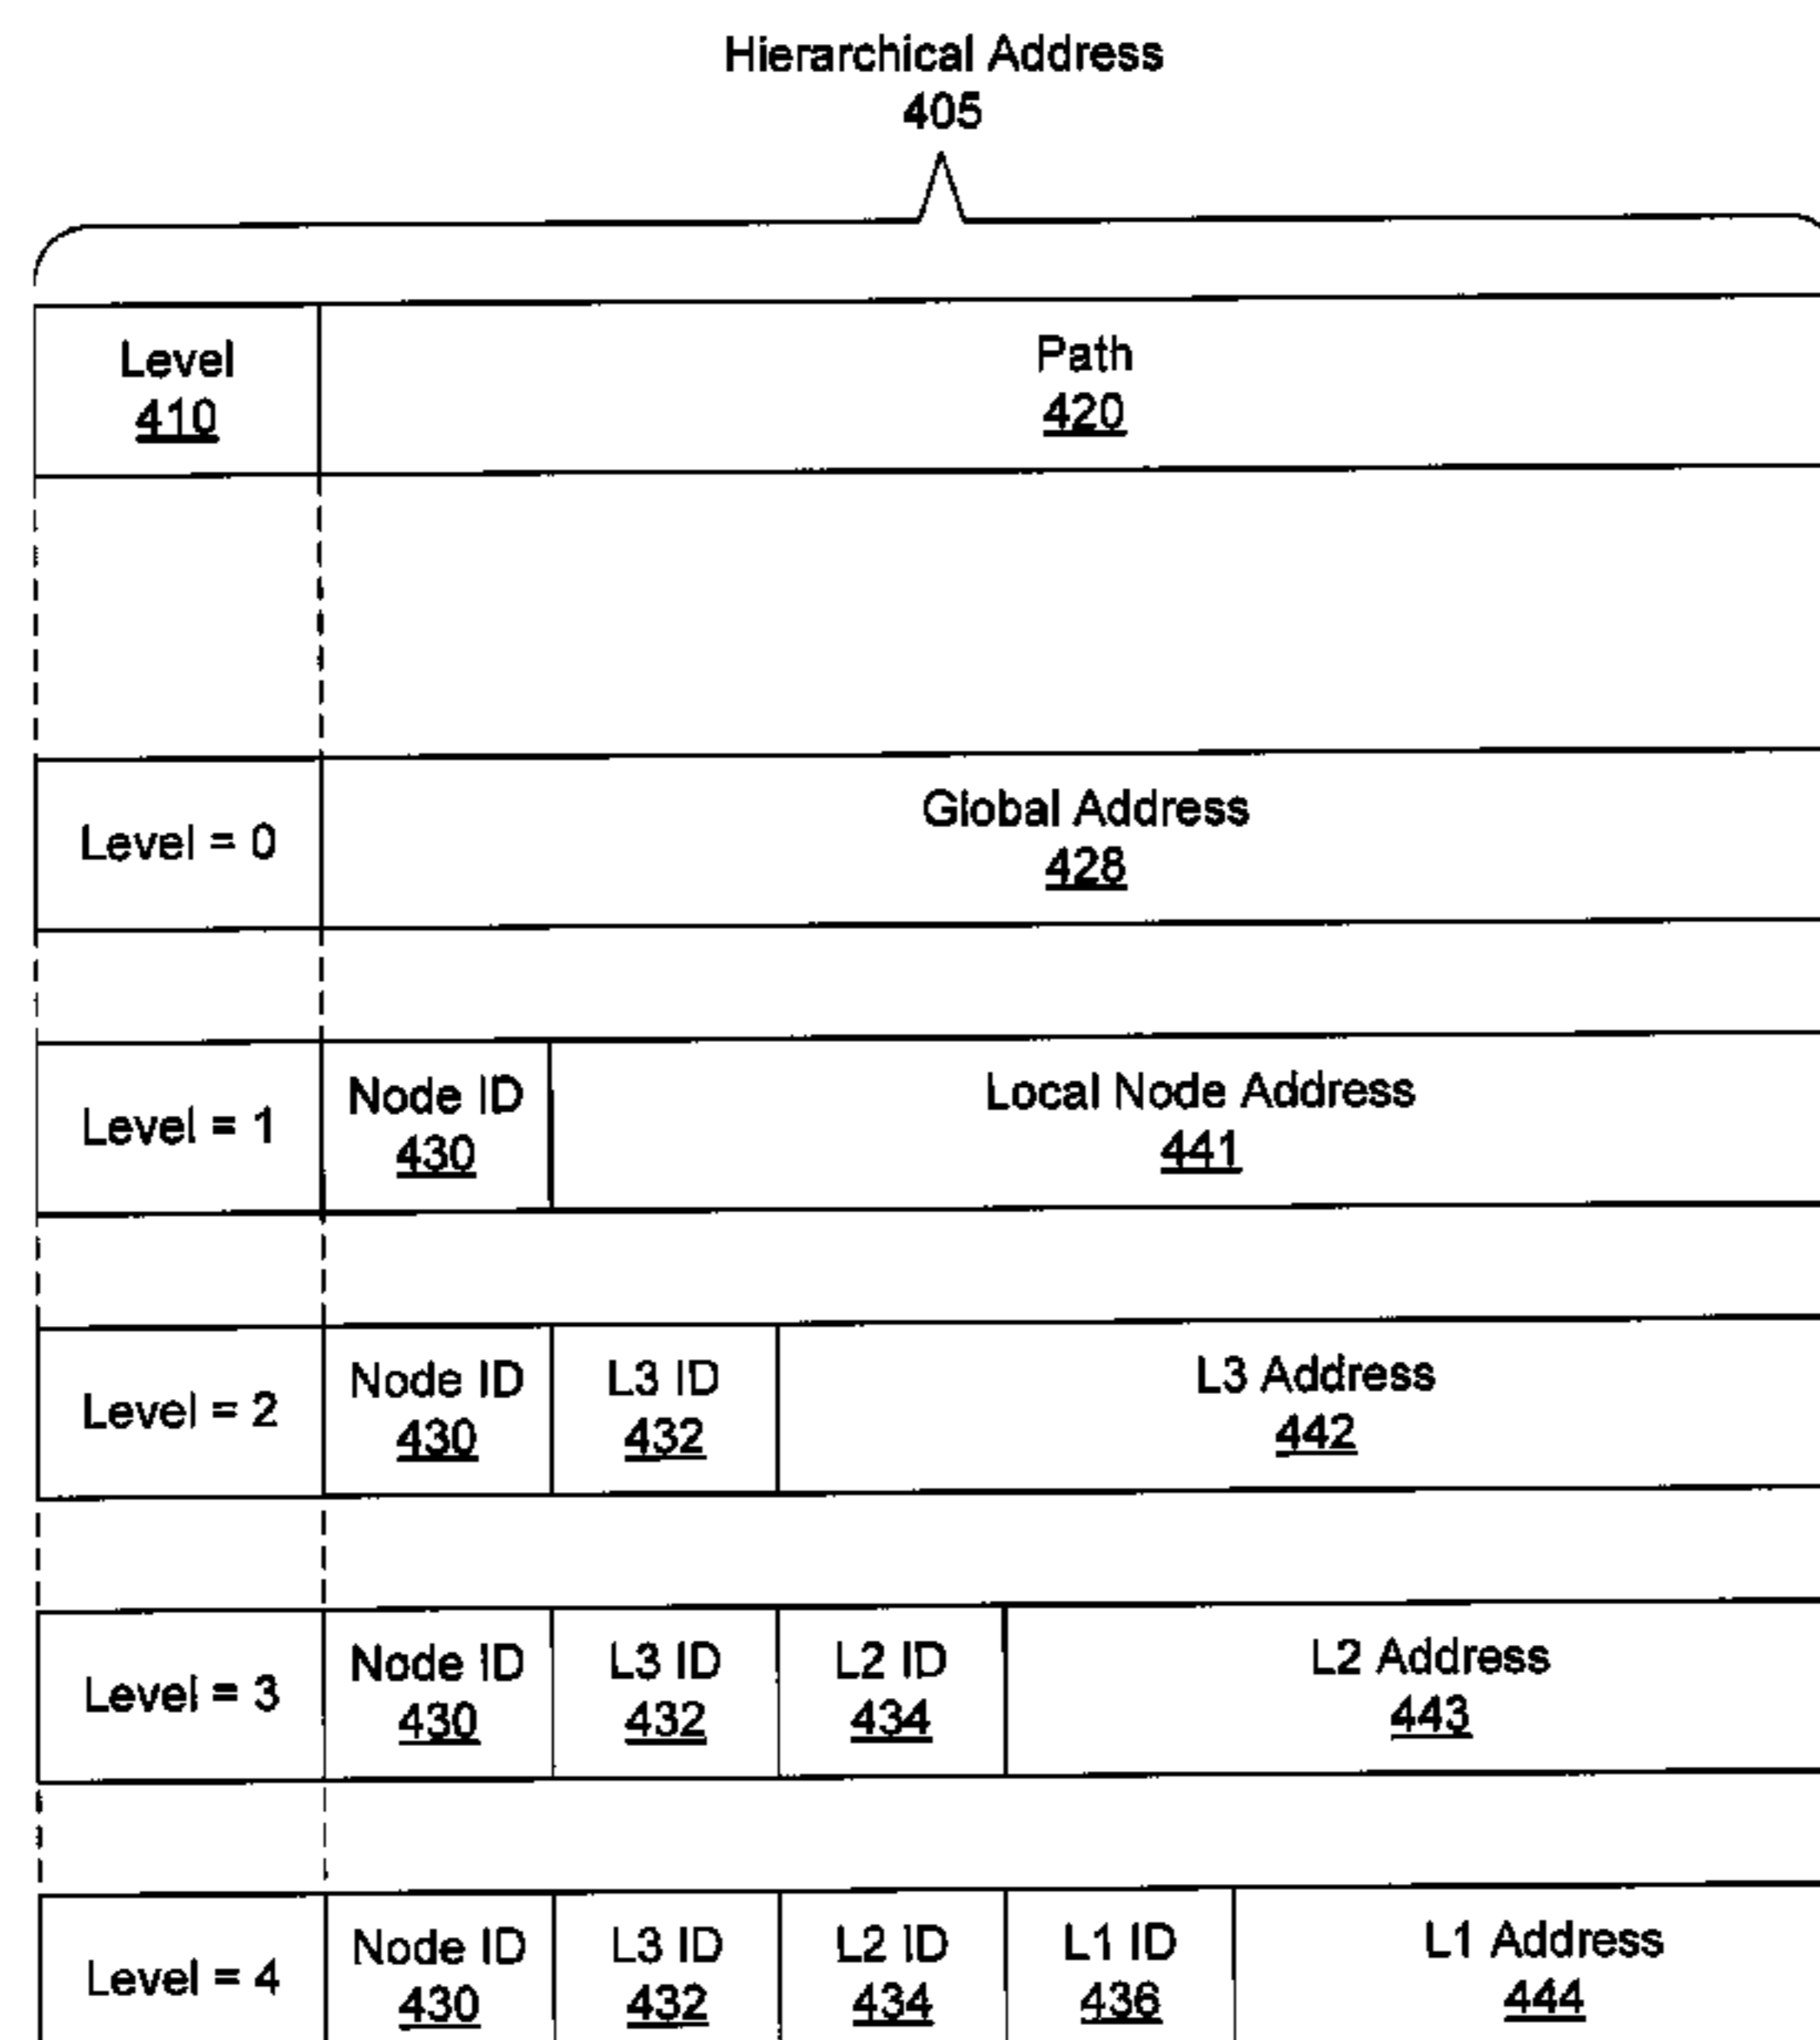 Hierarchical Address
405
Level
410
Path
420
Level = 0
Global Address
428
Level = 1
Node ID
430
Local Node Address
441
Level = 2
Node ID
430
L3 ID
432
L3 Address
442
Level = 3
Node ID
430
L3 ID
432
L2 ID
434
L2 Address
443
Level = 4
Node ID
430
L3 ID
432
L2 ID
434
L1 ID
436
L1 Address
444